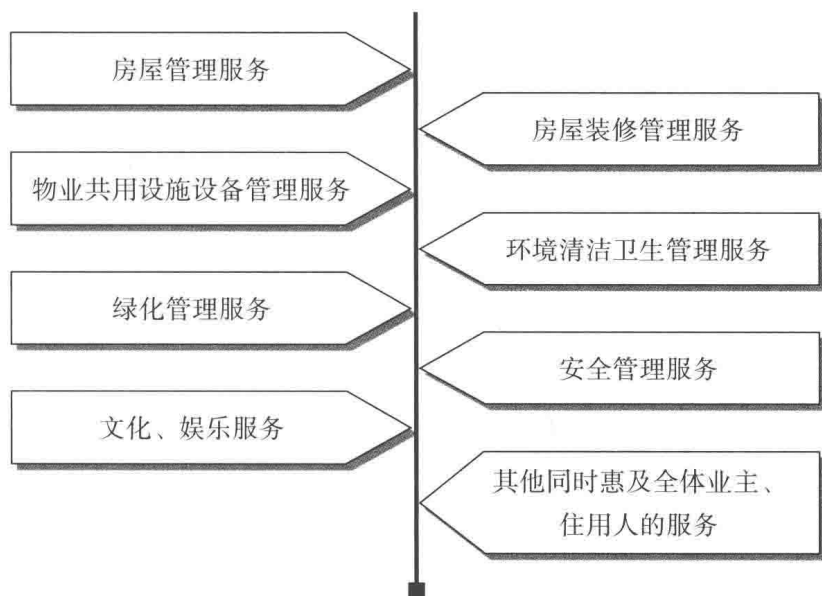 房屋管理服务
房屋装修管理服务
物业共用设施设备管理服务
环境清洁卫生管理服务
绿化管理服务
安全管理服务
文化、娱乐服务
其他同时惠及全体业主、
住用人的服务